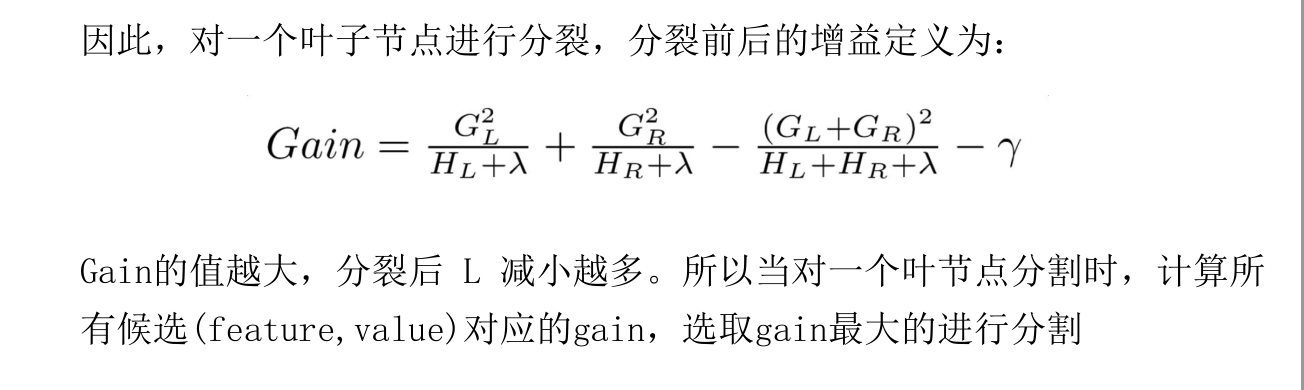 因此，对一个叶子节点进行分裂，分裂前后的增益定义为：
Gain = \frac{G_L^2}{H_L+λ} + \frac{G_R^2}{H_R+λ} − \frac{(G_L+G_R)^2}{H_L+H_R+λ} − γ
Gain的值越大，分裂后 L 减小越多。所以当对一个叶节点分割时，计算所
有候选(feature,value)对应的gain，选取gain最大的进行分割